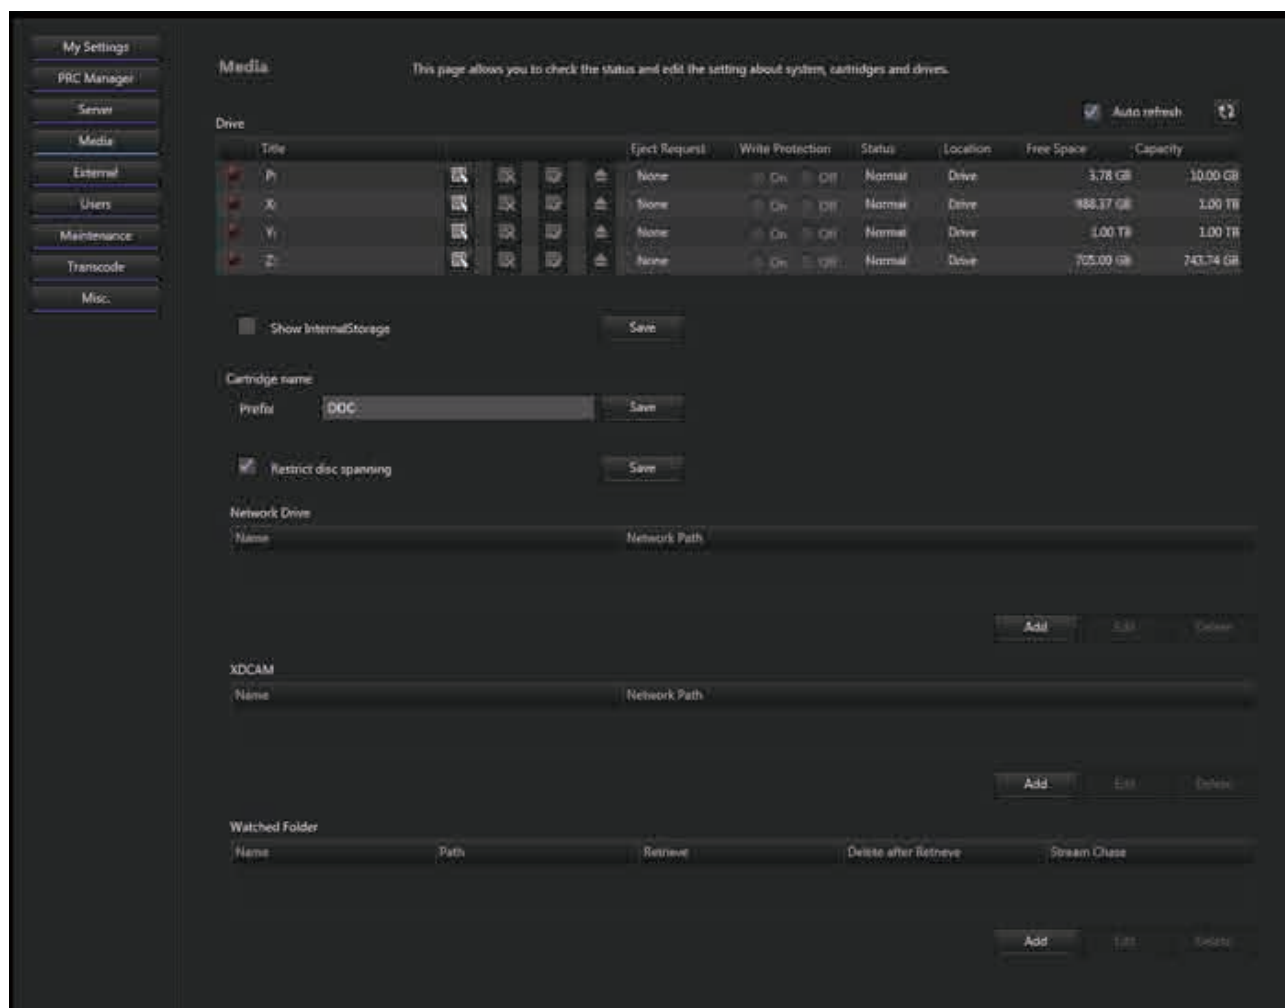 My Settings
PRC Manager
Server
Media
External
Users
Maintenance
Transcode
Misc.
Media
This page allows you to check the status and edit the setting about system, cartridges and drives.
Auto refresh
Drive
Title Eject Request Write Protection Status Location Free Space Capacity
P: None On Off Normal Drive 3.78 GB 10.00 GB
X: None On Off Normal Drive 988.37 GB 1.00 TB
Y: None On Off Normal Drive 1.00 TB 1.00 TB
Z: None On Off Normal Drive 705.00 GB 743.74 GB
Show InternalStorage Save
Cartridge name
Prefix Save
Restrict disc spanning Save
Network Drive
Name Network Path
Add Edit Delete
XDCAM
Name Network Path
Add Edit Delete
Watched Folder
Name Path Retrieve Delete after Retrieve Stream Chase
Add Edit Delete